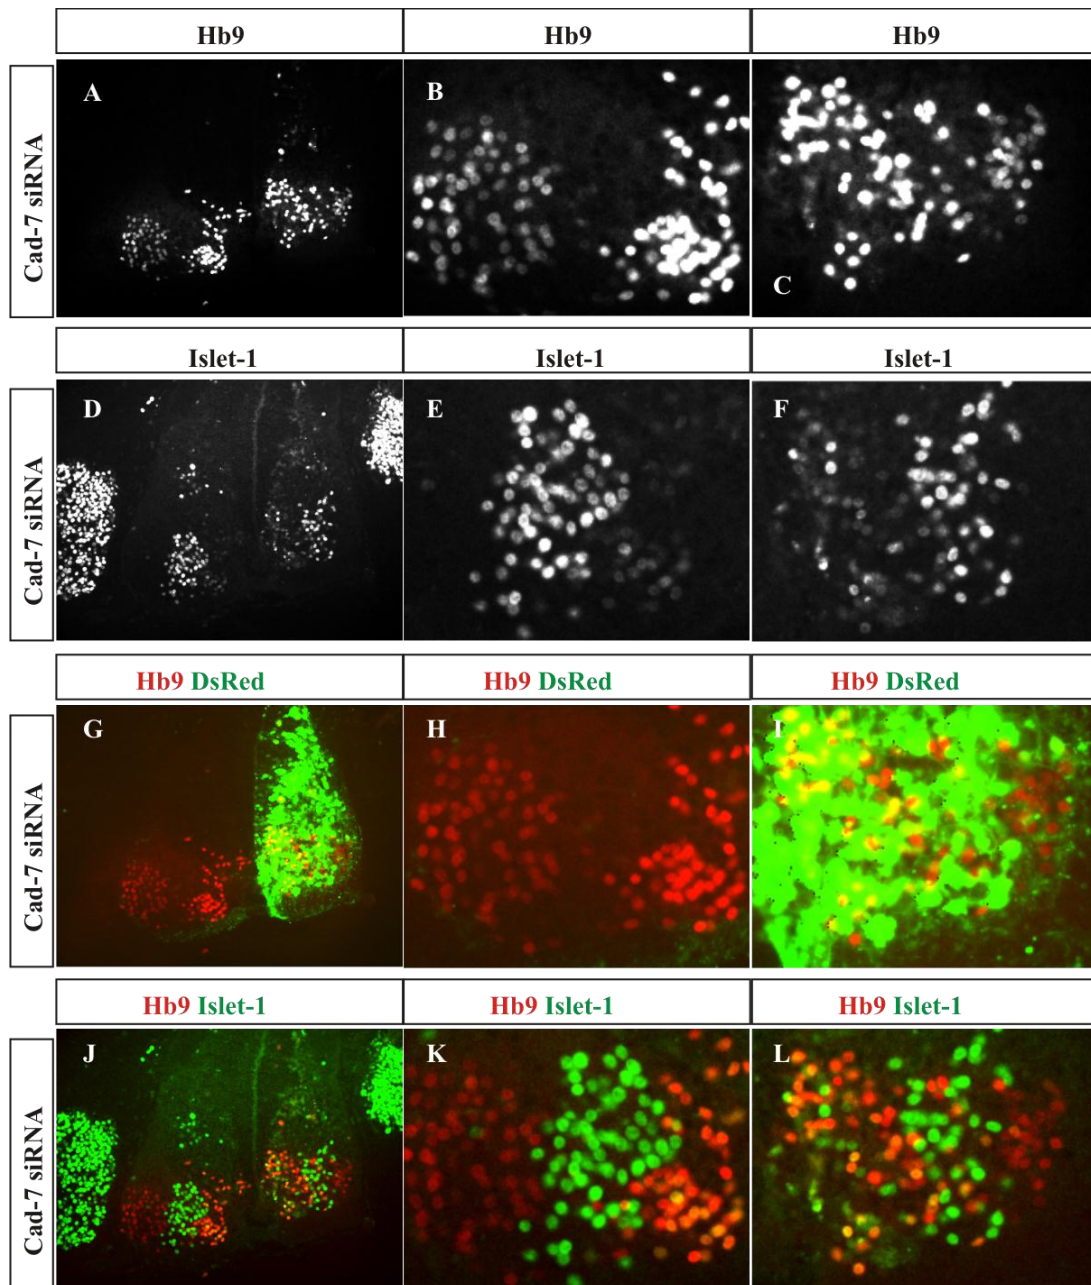 Hb9 Hb9 Hb9
Cad-7 siRNA
A B C
Islet-1 Islet-1 Islet-1
Cad-7 siRNA
D E F
Hb9 DsRed Hb9 DsRed Hb9 DsRed
Cad-7 siRNA
G H I
Hb9 Islet-1 Hb9 Islet-1 Hb9 Islet-1
Cad-7 siRNA
J K L